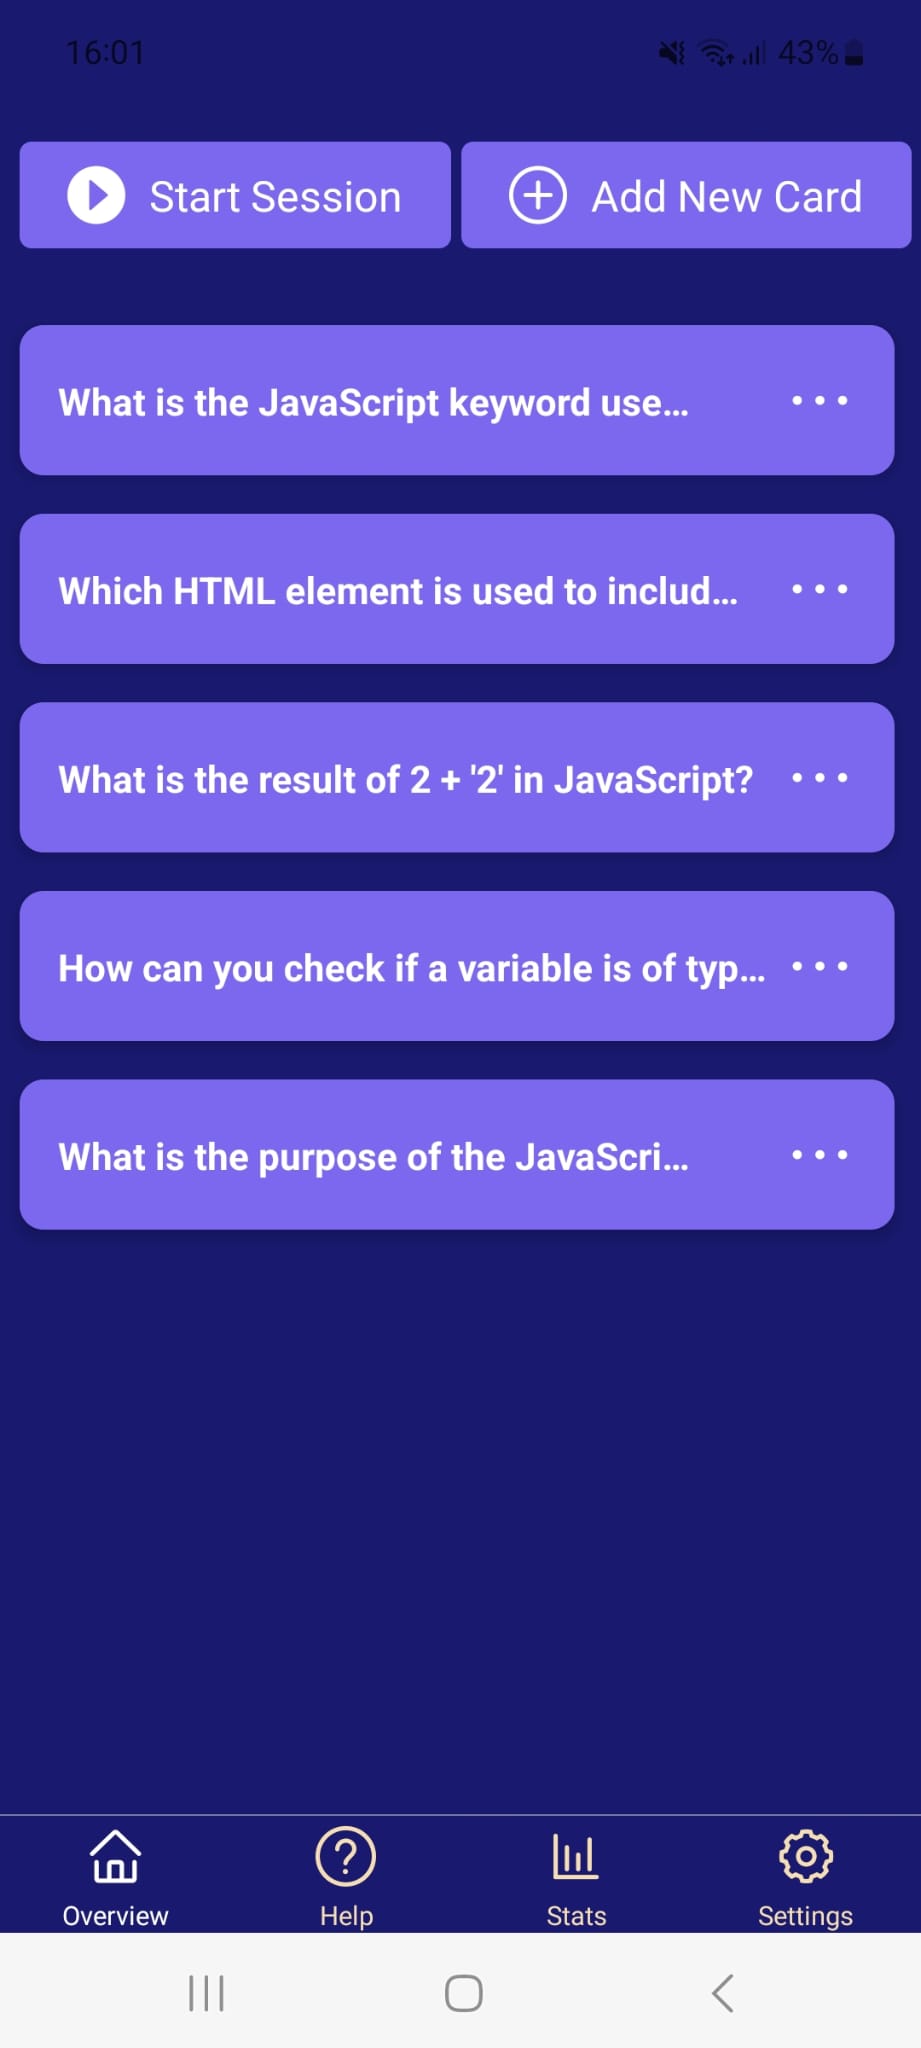 16:01 43%
Start Session
Add New Card
What is the JavaScript keyword use...
Which HTML element is used to includ...
What is the result of 2 + '2' in JavaScript?
How can you check if a variable is of typ...
What is the purpose of the JavaScri...
Overview
Help
Stats
Settings